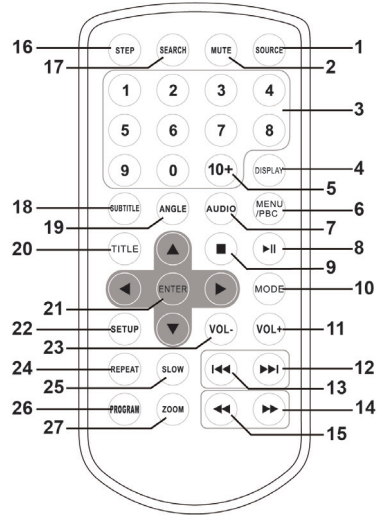 16 STEP SEARCH MUTE SOURCE 1
17 2
1 2 3 4 3
5 6 7 8
9 0 10+ DISPLAY 4
5
18 SUBTITLE ANGLE AUDIO MENU /PBC 6
19 7
20 TITLE 8
9
21 ENTER MODE 10
22 SETUP VOL- VOL+ 11
23
24 REPEAT SLOW 12
25 13
26 PROGRAM ZOOM 14
27 15